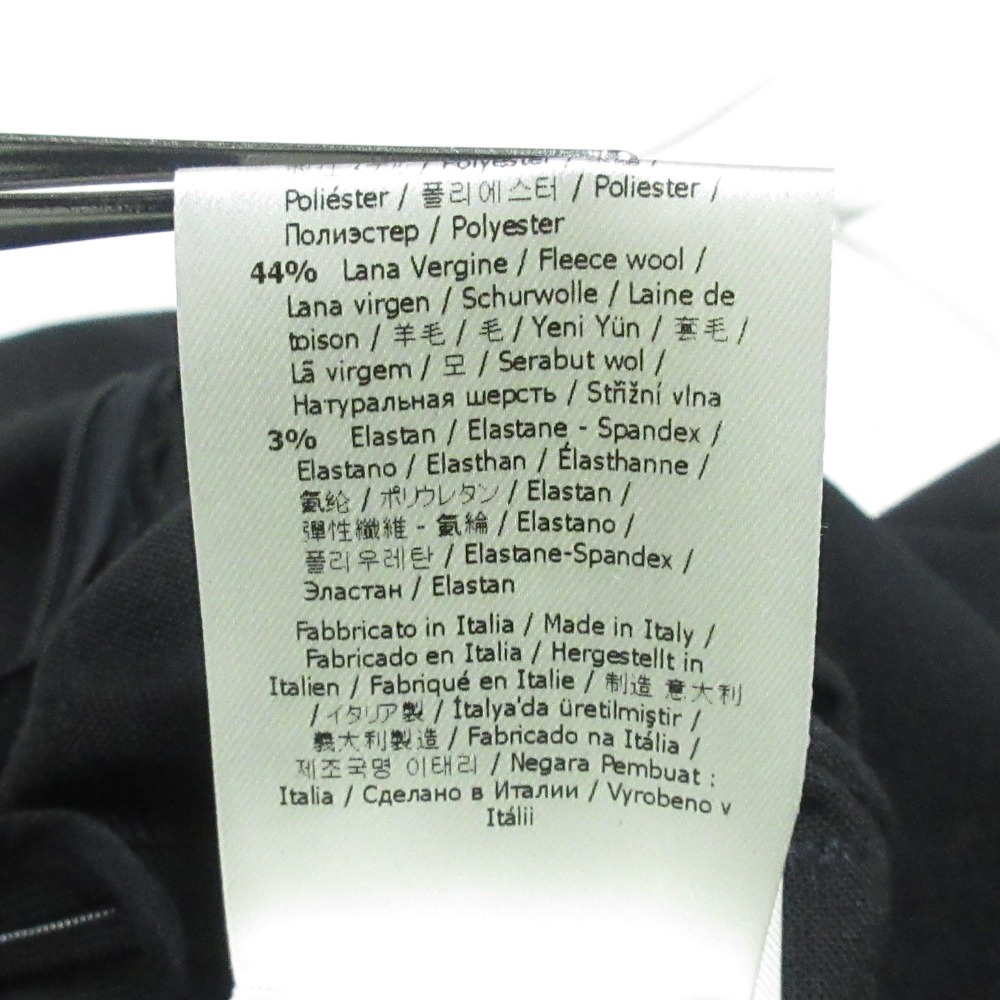 / Polyester /
Poliéster / 폴리에스터 / Poliester /
Полиэстер / Polyester
44% Lana Vergine / Fleece wool /
Lana virgen / Schurwolle / Laine de
toison / 羊毛 / 毛 / Yeni Yün / 套毛 /
Lã virgem / 모 / Serabut wol /
Натуральная шерсть / Střižní vlna
3% Elastan / Elastane - Spandex /
Elastano / Elasthan / Élasthanne /
氨纶 / ポリウレタン / Elastan /
彈性纖維 - 氨綸 / Elastano /
폴리우레탄 / Elastane-Spandex /
Эластан / Elastan
Fabbricato in Italia / Made in Italy /
Fabricado en Italia / Hergestellt in
Italien / Fabriqué en Italie / 制造 意大利
/ イタリア製 / İtalya'da üretilmiştir /
義大利製造 / Fabricado na Itália /
제조국명 이태리 / Negara Pembuat :
Italia / Сделано в Италии / Vyrobeno v
Itálii